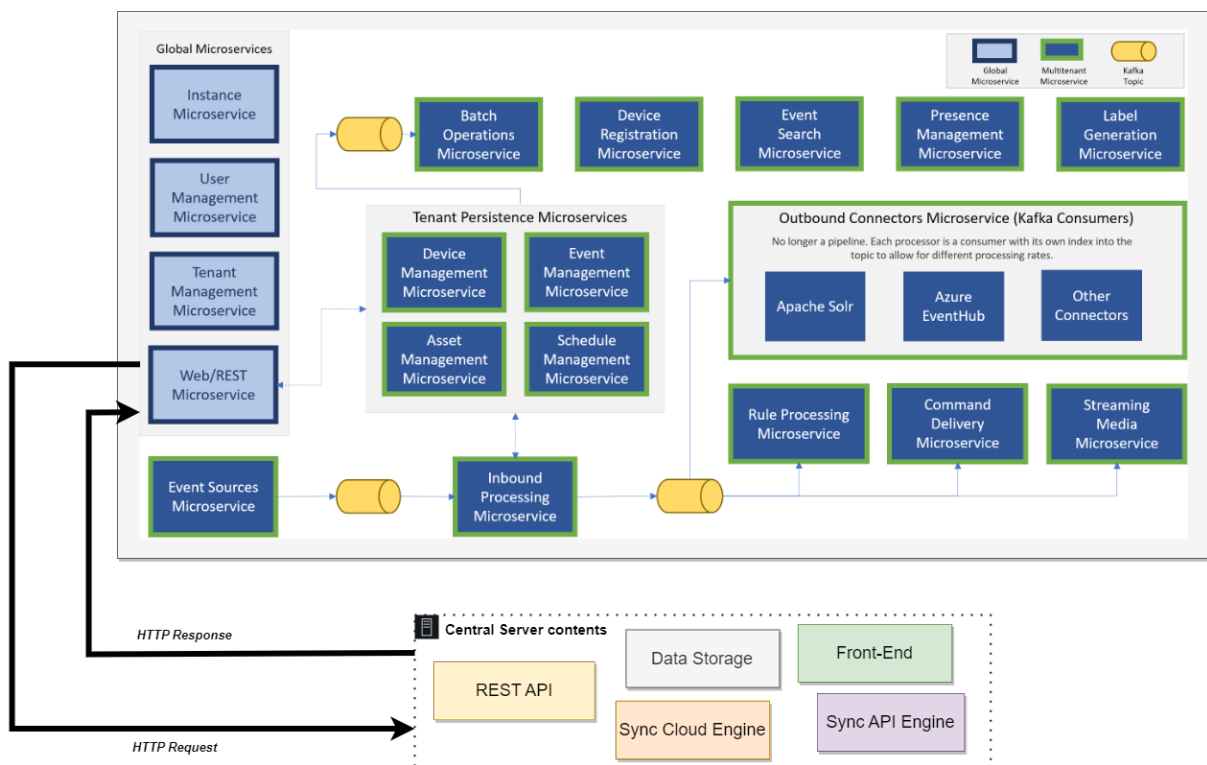 Global Microservices
Instance
Microservice
User
Management
Microservice
Tenant
Management
Microservice
Web/REST
Microservice
Global
Microservice
Multitenant
Microservice
Kafka
Topic
Batch
Operations
Microservice
Device
Registration
Microservice
Event
Search
Microservice
Presence
Management
Microservice
Label
Generation
Microservice
Tenant Persistence Microservices
Device
Management
Microservice
Event
Management
Microservice
Asset
Management
Microservice
Schedule
Management
Microservice
Outbound Connectors Microservice (Kafka Consumers)
No longer a pipeline. Each processor is a consumer with its own index into the
topic to allow for different processing rates.
Apache Solr
Azure
EventHub
Other
Connectors
Rule Processing
Microservice
Command
Delivery
Microservice
Streaming
Media
Microservice
Event Sources
Microservice
Inbound
Processing
Microservice
HTTP Response
HTTP Request
Central Server contents
REST API
Data Storage
Front-End
Sync Cloud Engine
Sync API Engine